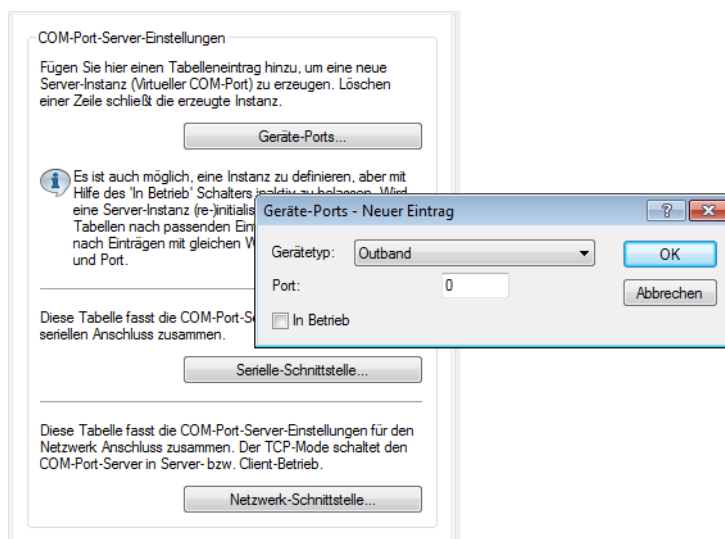 COM-Port-Server-Einstellungen
Fügen Sie hier einen Tabelleneintrag hinzu, um eine neue
Server-Instanz (Virtueller COM-Port) zu erzeugen. Löschen
einer Zeile schließt die erzeugte Instanz.
Geräte-Ports...
Es ist auch möglich, eine Instanz zu definieren, aber mit
Hilfe des 'In Betrieb' Schalters inaktiv zu belassen. Wird
eine Server-Instanz (re-)initialis
Tabellen nach passenden Ein
nach Einträgen mit gleichen W
und Port.
Diese Tabelle fasst die COM-Port-S
seriellen Anschluss zusammen.
Serielle-Schnittstelle...
Diese Tabelle fasst die COM-Port-Server-Einstellungen für den
Netzwerk Anschluss zusammen. Der TCP-Mode schaltet den
COM-Port-Server in Server- bzw. Client-Betrieb.
Netzwerk-Schnittstelle...
Geräte-Ports - Neuer Eintrag
Gerätetyp: Outband
OK
Port: 0
Abbrechen
In Betrieb